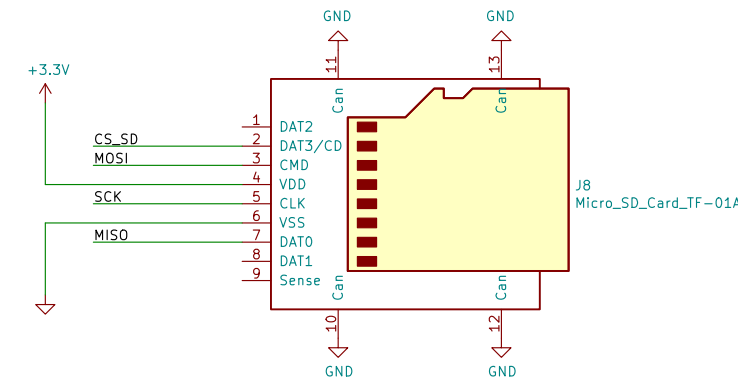 GND
GND
11
13
+3.3V
Can
Can
1
DAT2
CS_SD
2
DAT3/CD
MOSI
3
CMD
4
VDD
J8
SCK
5
CLK
Micro_SD_Card_TF-01A
6
VSS
MISO
7
DAT0
8
DAT1
9
Sense
Can
Can
10
12
GND
GND